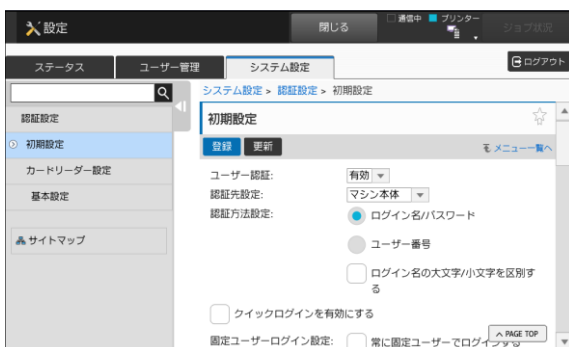 設定
閉じる
通信中
プリンター
ジョブ状況
ステータス
ユーザー管理
システム設定
ログアウト
システム設定 > 認証設定 > 初期設定
認証設定
初期設定
カードリーダー設定
基本設定
サイトマップ
初期設定
登録
更新
メニュー一覧へ
ユーザー認証: 有効
認証先設定: マシン本体
認証方法設定: ログイン名/パスワード
ユーザー番号
ログイン名の大文字/小文字を区別す
る
クイックログインを有効にする
固定ユーザーログイン設定: 常に固定ユーザーでログインする
PAGE TOP